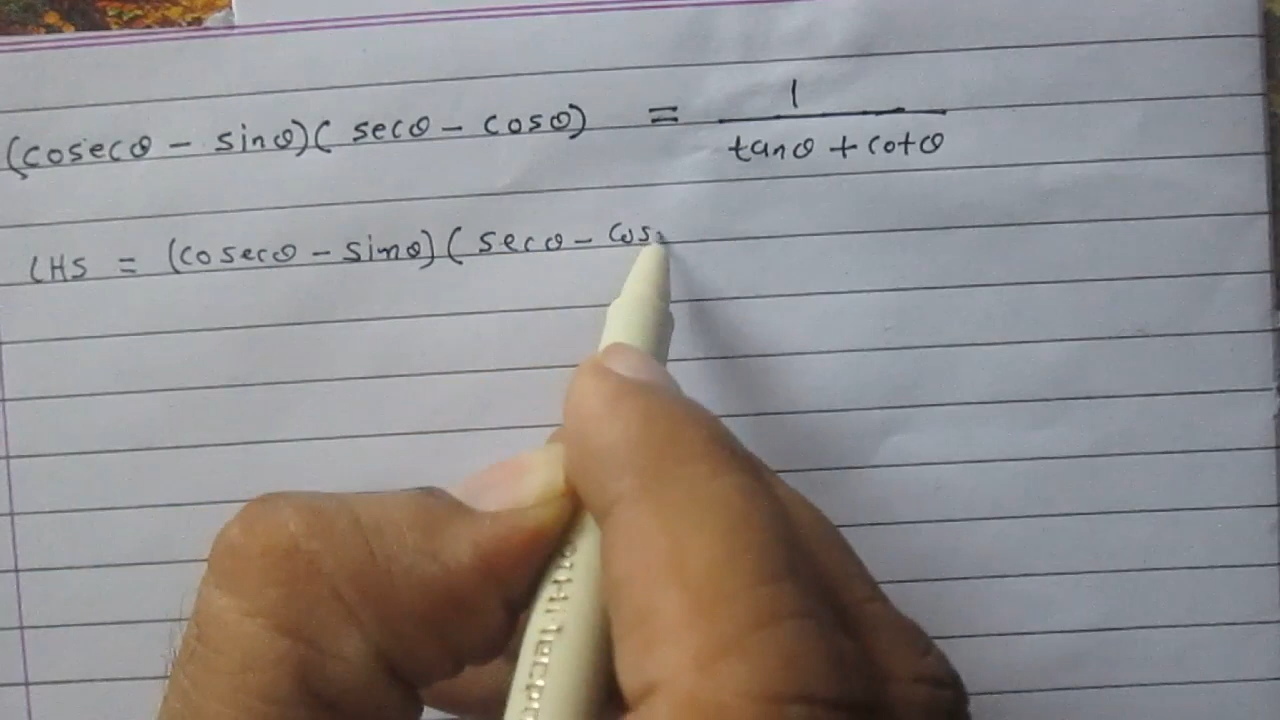 (cosecθ - sinθ)(secθ - cosθ) = 1 / tanθ + cotθ
LHS = (cosecθ - sinθ)(secθ - cos